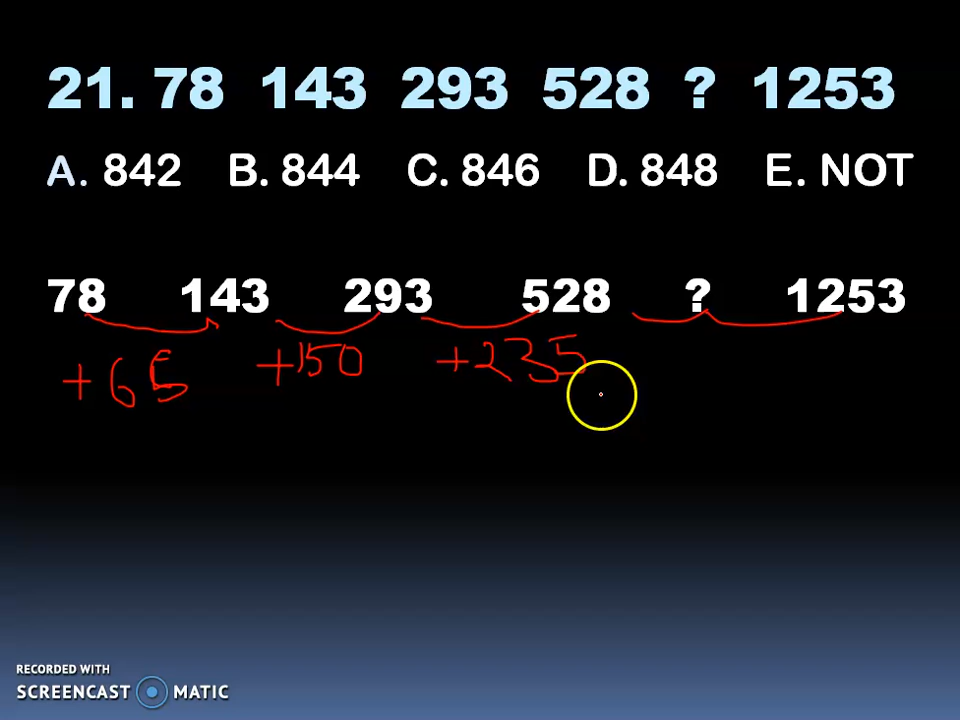 21. 78 143 293 528 ? 1253
A. 842 B. 844 C. 846 D. 848 E. NOT
78 143 293 528 ? 1253
+65 +150 +235
RECORDED WITH
SCREENCAST MATIC